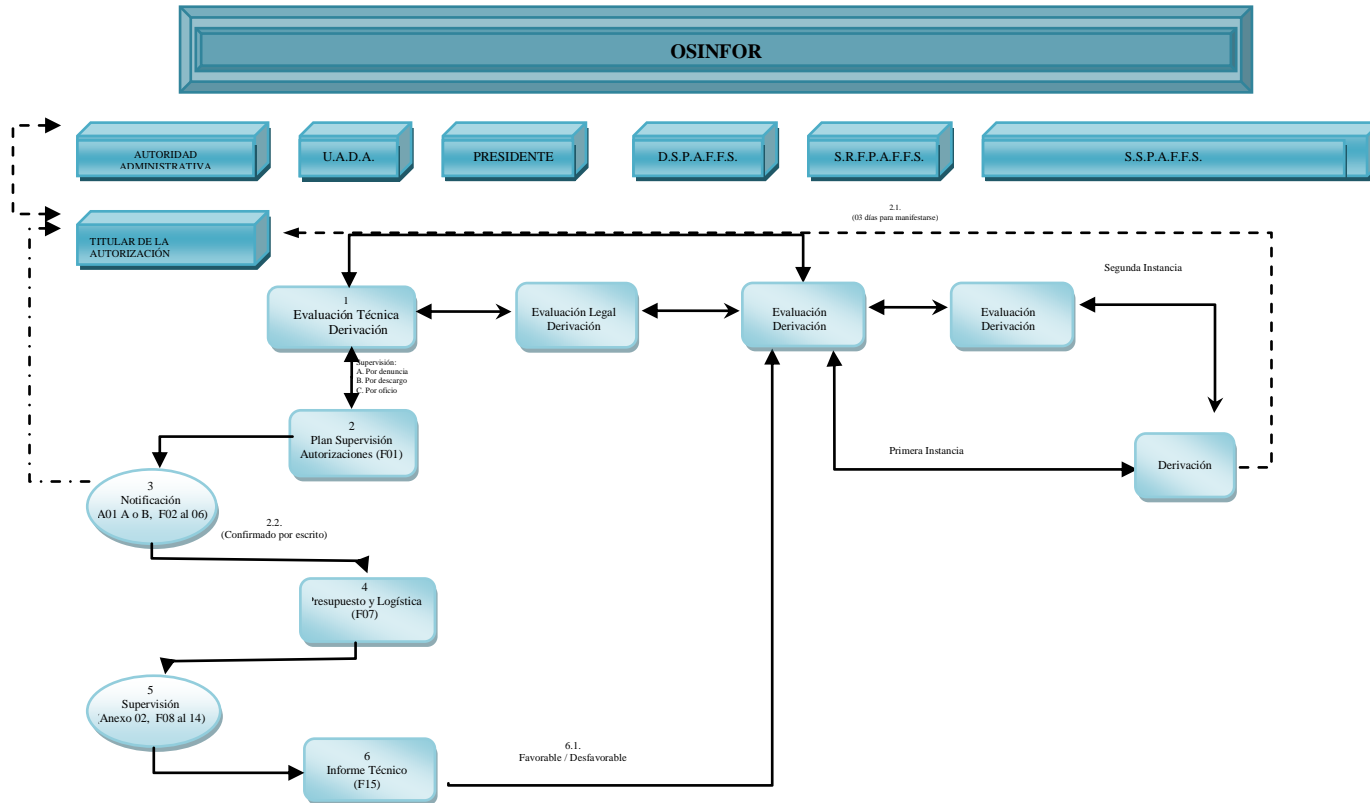 OSINFOR
AUTORIDAD
ADMINISTRATIVA
U.A.D.A.
PRESIDENTE
D.S.P.A.F.F.S.
S.R.F.P.A.F.F.S.
S.S.P.A.F.F.S.
TITULAR DE LA
AUTORIZACIÓN
2.1.
(03 días para manifestarse)
Segunda Instancia
1
Evaluación Técnica
Derivación
Evaluación Legal
Derivación
Evaluación
Derivación
Evaluación
Derivación
Supervisión:
A. Por denuncia
B. Por descargo
C. Por oficio
2
Plan Supervisión
Autorizaciones (F01)
Primera Instancia
Derivación
3
Notificación
A01 A o B, F02 al 06)
2.2.
(Confirmado por escrito)
4
resupuesto y Logística
(F07)
5
Supervisión
Anexo 02, F08 al 14)
6.1.
Favorable / Desfavorable
6
Informe Técnico
(F15)